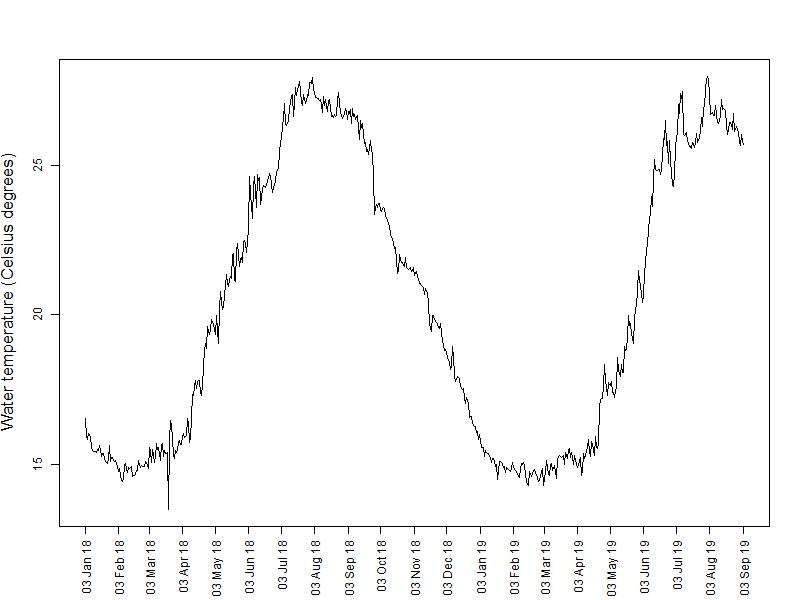 Water temperature (Celsius degrees)
25
20
15
03 Jan 18
03 Feb 18
03 Mar 18
03 Apr 18
03 May 18
03 Jun 18
03 Jul 18
03 Aug 18
03 Sep 18
03 Oct 18
03 Nov 18
03 Dec 18
03 Jan 19
03 Feb 19
03 Mar 19
03 Apr 19
03 May 19
03 Jun 19
03 Jul 19
03 Aug 19
03 Sep 19